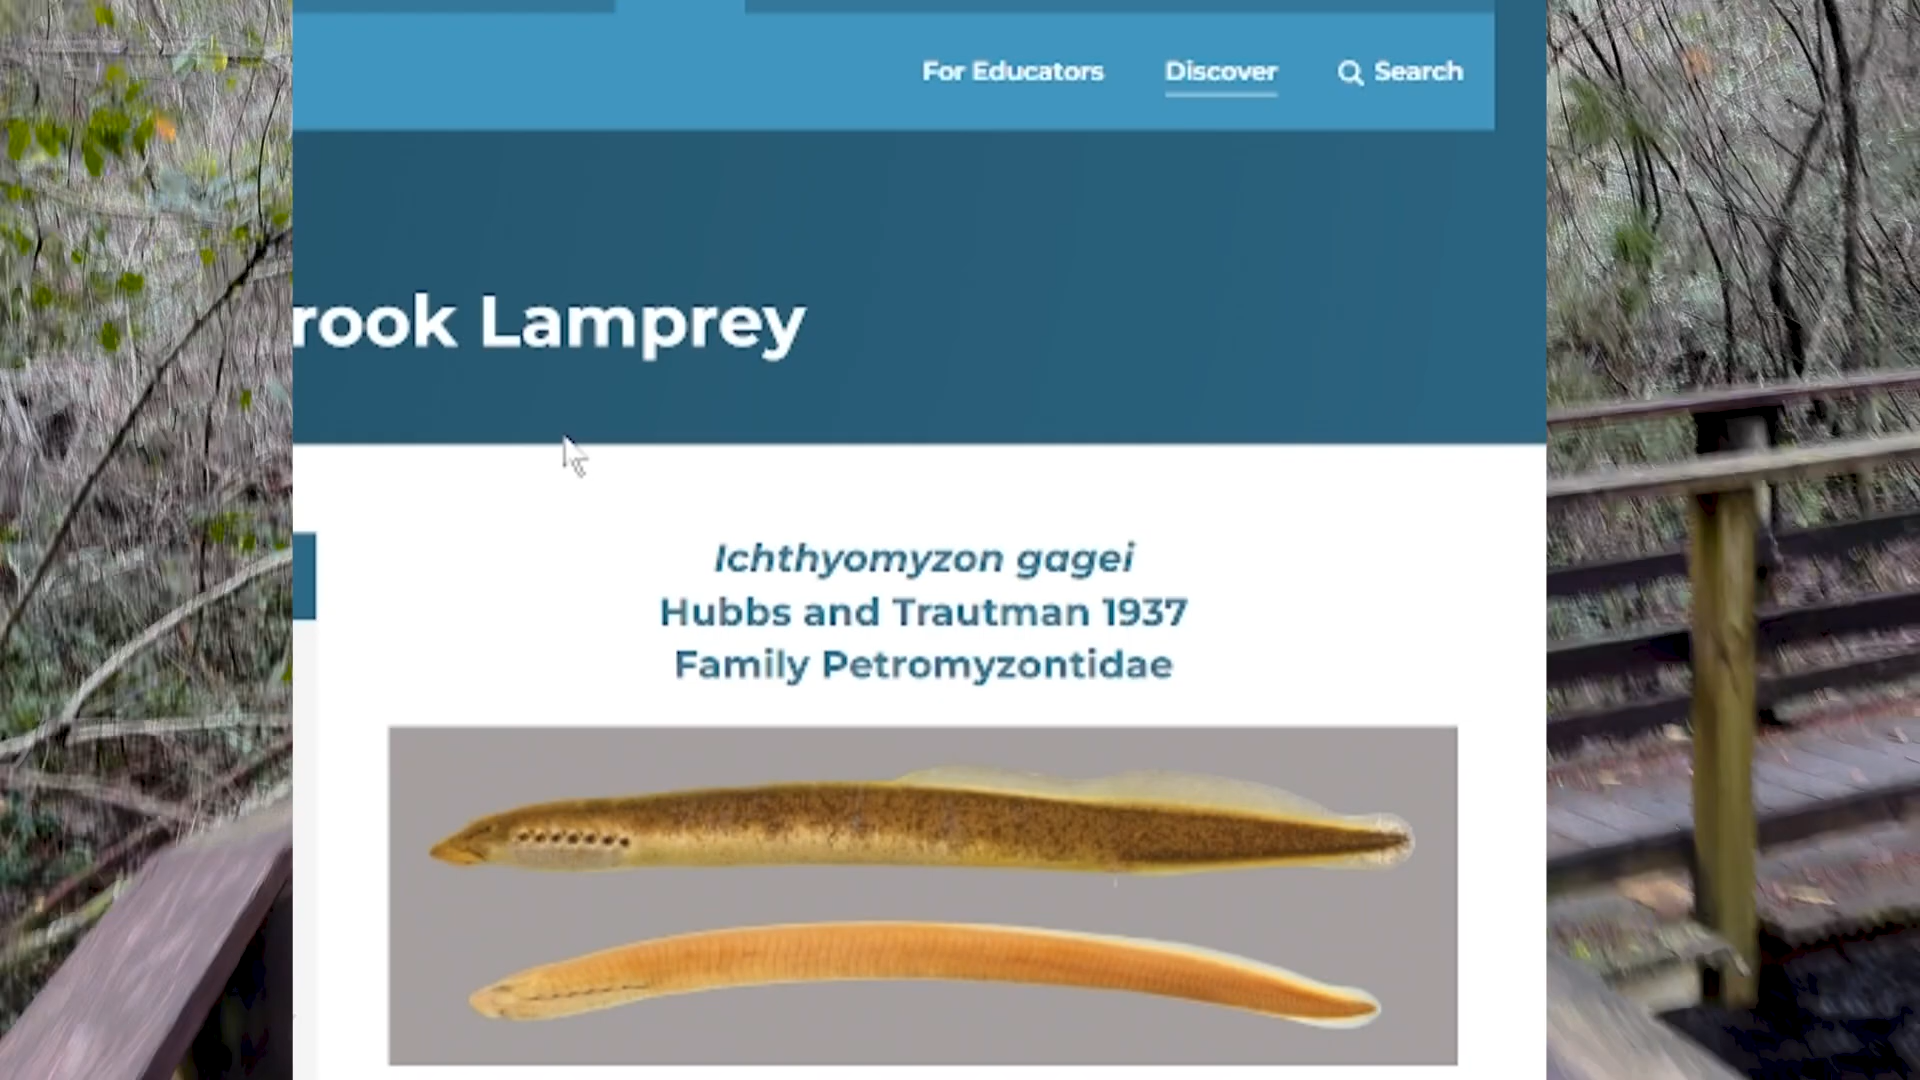 For Educators Discover Search
rook Lamprey
Ichthyomyzon gagei
Hubbs and Trautman 1937
Family Petromyzontidae